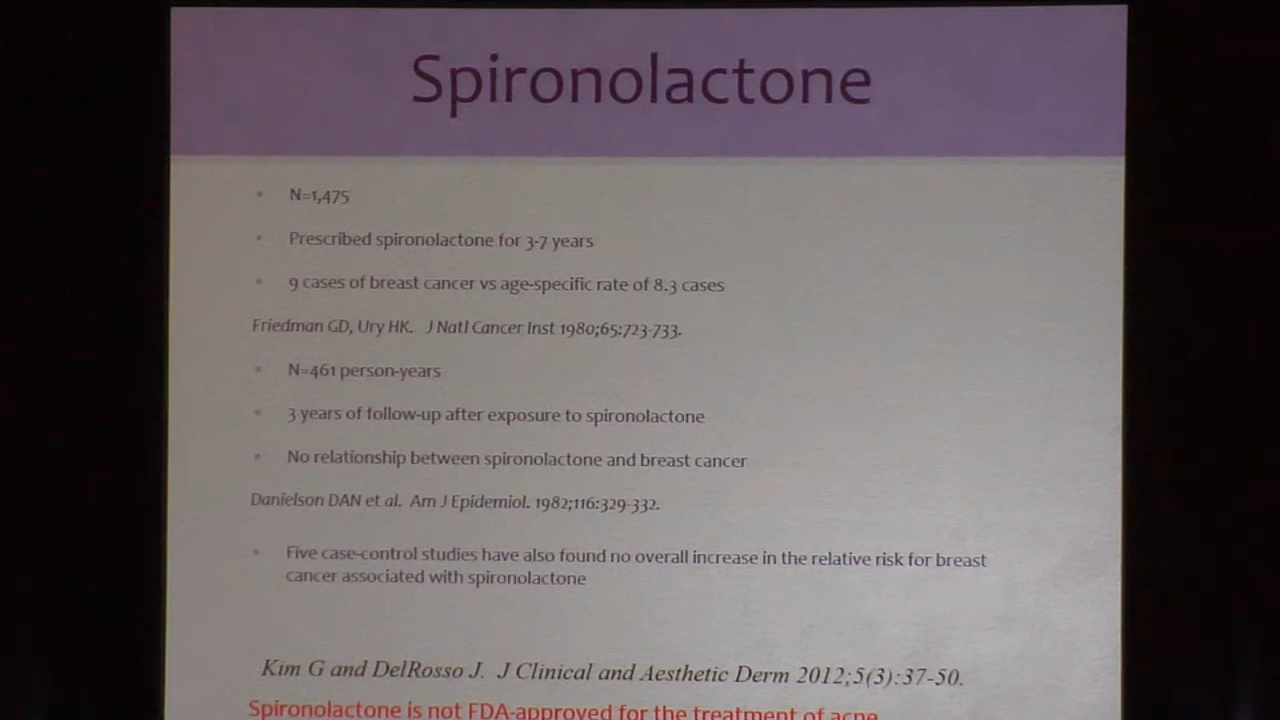 Spironolactone
N=1,475
Prescribed spironolactone for 3-7 years
9 cases of breast cancer vs age-specific rate of 8.3 cases
Friedman GD, Ury HK. J Natl Cancer Inst 1980;65:723-733.
N=461 person-years
3 years of follow-up after exposure to spironolactone
No relationship between spironolactone and breast cancer
Danielson DAN et al. Am J Epidemiol. 1982;116:329-332.
Five case-control studies have also found no overall increase in the relative risk for breast
cancer associated with spironolactone
Kim G and DelRosso J. J Clinical and Aesthetic Derm 2012;5(3):37-50.
Spironolactone is not FDA-approved for the treatment of acne